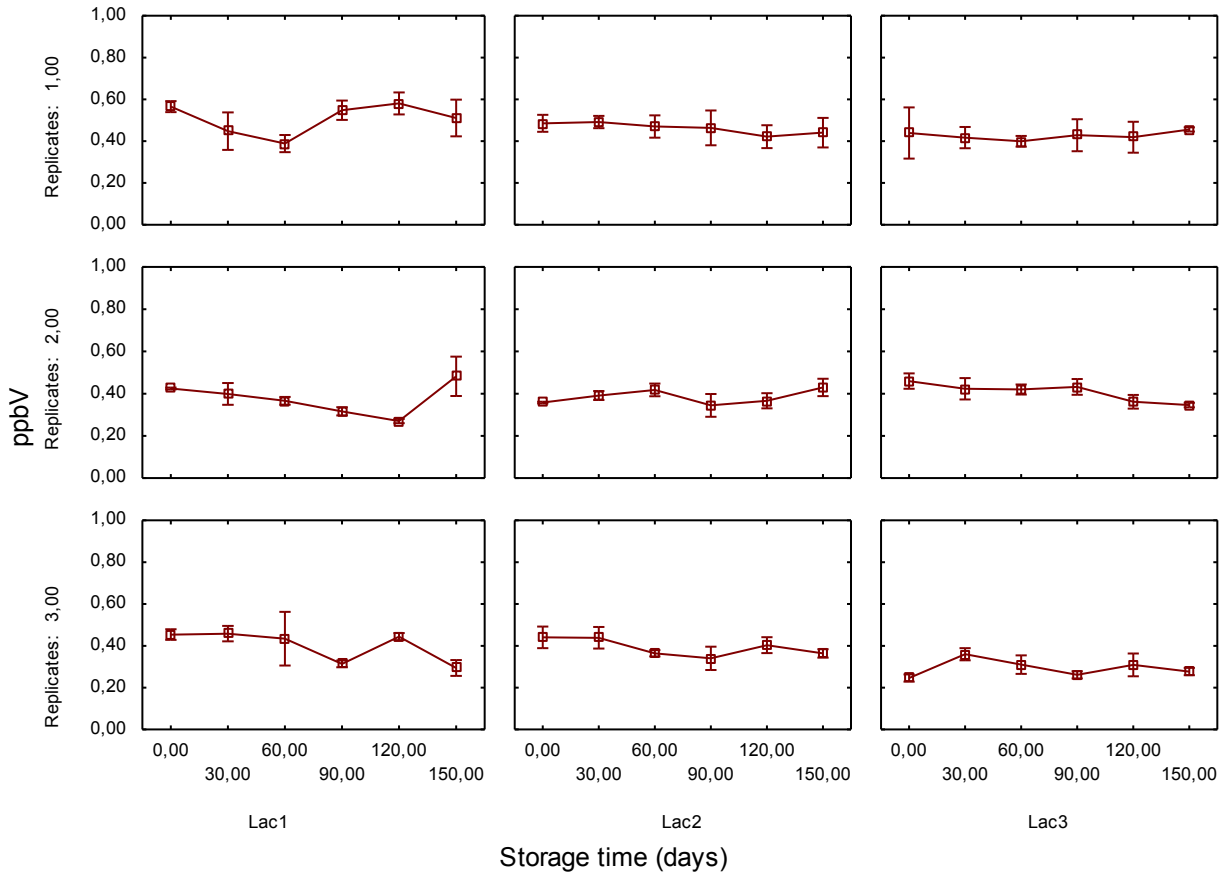 1,00
0,80
0,60
0,40
0,20
0,00
Replicates: 1,00
1,00
0,80
0,60
0,40
0,20
0,00
Replicates: 2,00
1,00
0,80
0,60
0,40
0,20
0,00
Replicates: 3,00
ppbV
0,00 60,00 120,00 0,00 60,00 120,00 0,00 60,00 120,00
30,00 90,00 150,00 30,00 90,00 150,00 30,00 90,00 150,00
Lac1 Lac2 Lac3
Storage time (days)